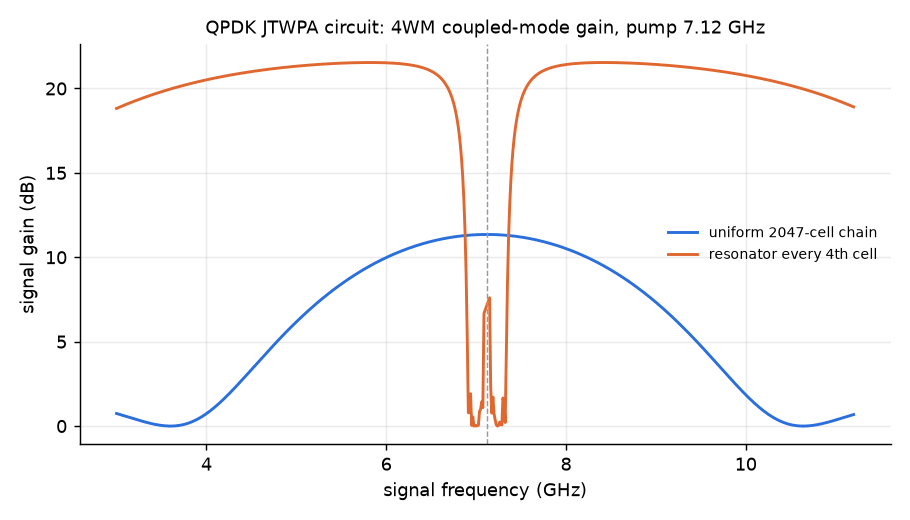 QPDK JTWPA circuit: 4WM coupled-mode gain, pump 7.12 GHz
signal gain (dB)
20
15
10
5
0
uniform 2047-cell chain
resonator every 4th cell
4 6 8 10
signal frequency (GHz)